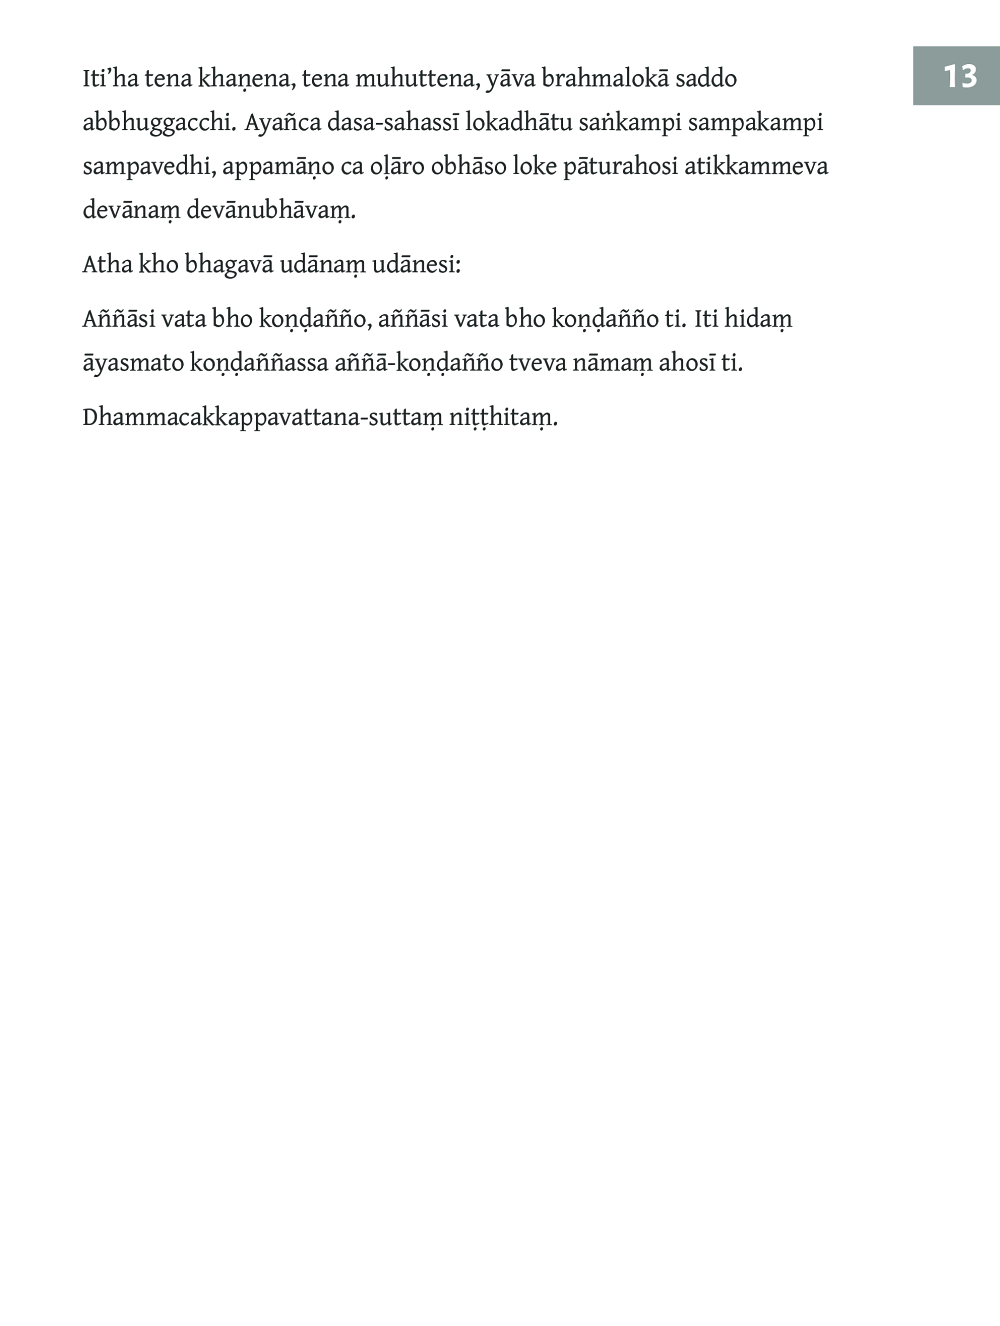 Iti’ha tena khaṇena, tena muhuttena, yāva brahmalokā saddo
abbhuggacchi. Ayañca dasa-sahassī lokadhātu saṅkampi sampakampi
sampavedhi, appamāṇo ca oḷāro obhāso loke pāturahosi atikkammeva
devānaṃ devānubhāvaṃ.
Atha kho bhagavā udānaṃ udānesi:
Aññāsi vata bho koṇḍañño, aññāsi vata bho koṇḍañño ti. Iti hidaṃ
āyasmato koṇḍaññassa aññā-koṇḍañño tveva nāmaṃ ahosī ti.
Dhammacakkappavattana-suttaṃ niṭṭhitaṃ.
13